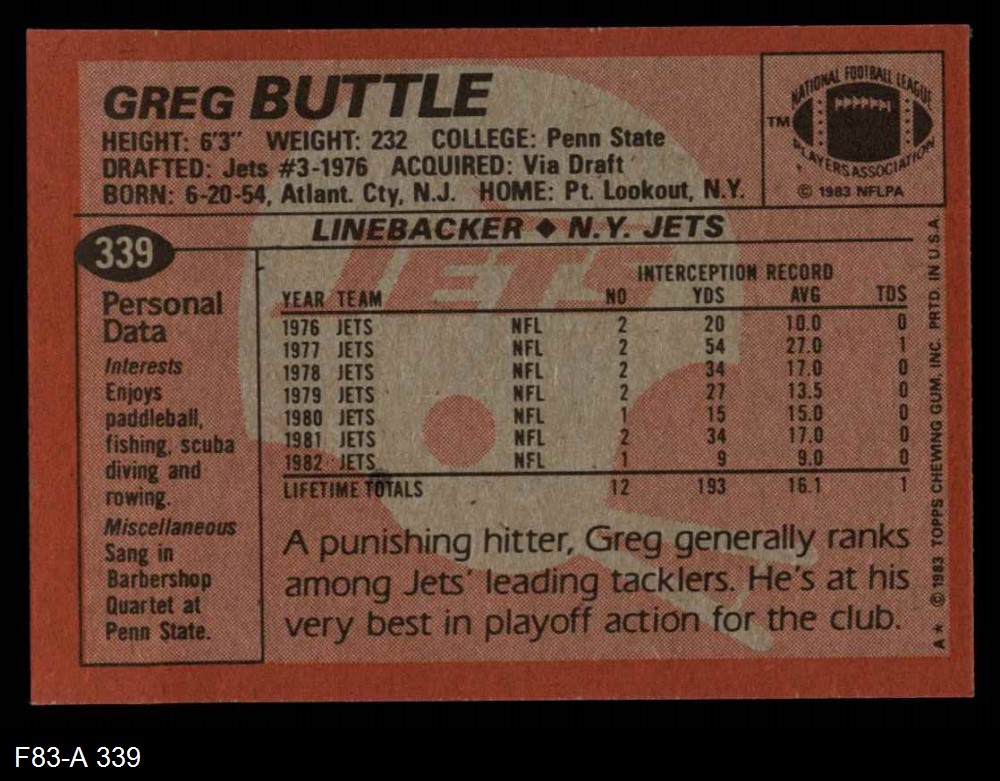 GREG BUTTLE
HEIGHT: 6'3" WEIGHT: 232 COLLEGE: Penn State
DRAFTED: Jets #3-1976 ACQUIRED: Via Draft
BORN: 6-20-54, Atlant. Cty, N.J. HOME: Pt. Lookout, N.Y.
NATIONAL FOOTBALL LEAGUE
TM
PLAYERS ASSOCIATION
© 1983 NFLPA
LINEBACKER ♦ N.Y. JETS
339
JETS
Personal
Data
Interests
Enjoys
paddleball,
fishing, scuba
diving and
rowing.
Miscellaneous
Sang in
Barbershop
Quartet at
Penn State.
INTERCEPTION RECORD
YEAR TEAM NO YDS AVG TDS
1976 JETS NFL 2 20 10.0 0
1977 JETS NFL 2 54 27.0 1
1978 JETS NFL 2 34 17.0 0
1979 JETS NFL 2 27 13.5 0
1980 JETS NFL 1 15 15.0 0
1981 JETS NFL 2 34 17.0 0
1982 JETS NFL 1 9 9.0 0
LIFETIME TOTALS 12 193 16.1 1
A punishing hitter, Greg generally ranks
among Jets' leading tacklers. He's at his
very best in playoff action for the club.
A* © 1983 TOPPS CHEWING GUM, INC. PRTD. IN U.S.A.
F83-A 339